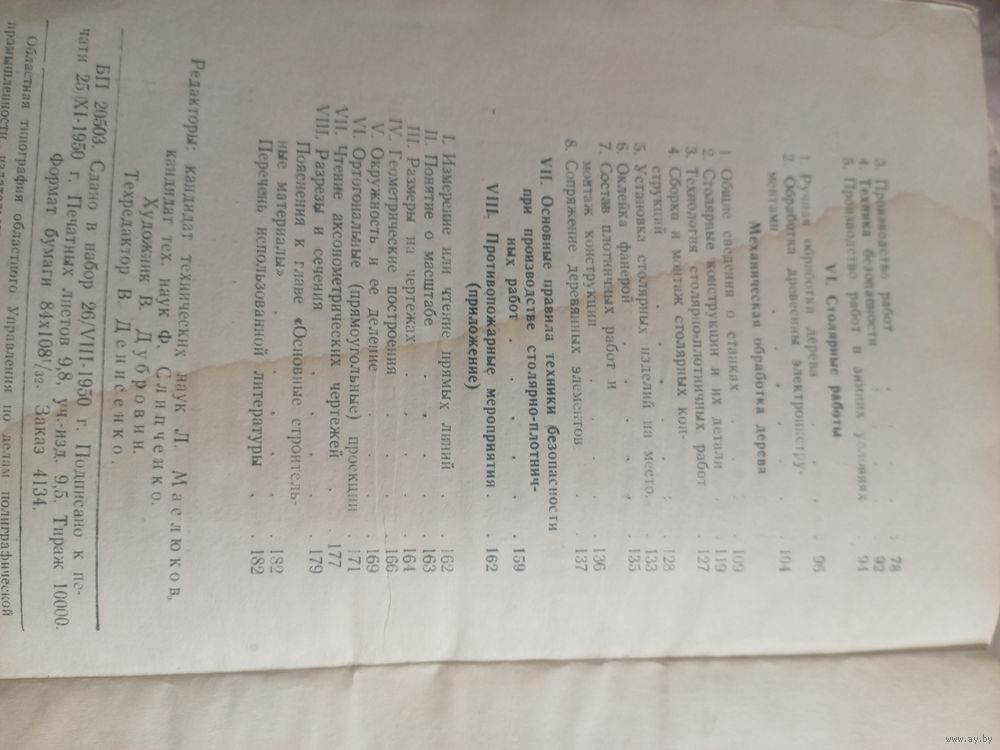 3. Производство работ . . . . 78
4. Техника безопасности . . . . 92
5. Производство работ в зимних условиях . 94
VI. Столярные работы
1. Ручная обработка дерева . . . 96
2. Обработка древесины электроинстру-
ментами . . . . 104
Механическая обработка дерева
1. Общие сведения о станках . . . 109
2. Столярные конструкции и их детали . 119
3. Технология столярно-плотничных работ . 127
4. Сборка и монтаж столярных кон-
струкций . . . . 128
5. Установка столярных изделий на место . 133
6. Оклейка фанерой . . . . 135
7. Состав плотничных работ и
монтаж конструкции . . . . 136
8. Сопряжение деревянных элементов . . 137
VII. Основные правила техники безопасности
при производстве столярно-плотнич-
ных работ . . . . 159
VIII. Противопожарные мероприятия . 162
(приложение)
I. Измерение или чтение прямых линий . 162
II. Понятие о масштабе . . . . 163
III. Размеры на чертежах . . . . 164
IV. Геометрические построения . . . 166
V. Окружность и ее деление . . . 169
VI. Ортогональные (прямоугольные) проекции . 171
VII. Чтение аксонометрических чертежей . . 177
VIII. Разрезы и сечения . . . . 179
Пояснения к главе «Основные строитель-
ные материалы» . . . . 182
Перечень использованной литературы . . 182
Редакторы: кандидат технических наук Л. Маслюков,
кандидат тех. наук Ф. Слипченко.
Художник В. Дубровин.
Техредактор В. Денисенко.
БП 20503. Сдано в набор 26/VIII-1950 г. Подписано к пе-
чати 25/XI-1950 г. Печатных листов 9,8, уч.-изд. 9,5. Тираж 10000.
Формат бумаги 84х108¹/₃₂. Заказ 4134.
Областная типография областного Управления по делам полиграфической
промышленности,
www.ay.by